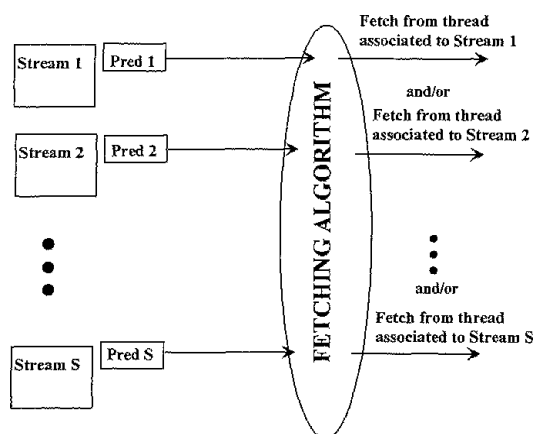 Fetch from thread
associated to Stream 1
Stream 1
Pred 1
and/or
Fetch from thread
associated to Stream 2
Stream 2
Pred 2
FETCHING ALGORITHM
and/or
Fetch from thread
associated to Stream S
Stream S
Pred S